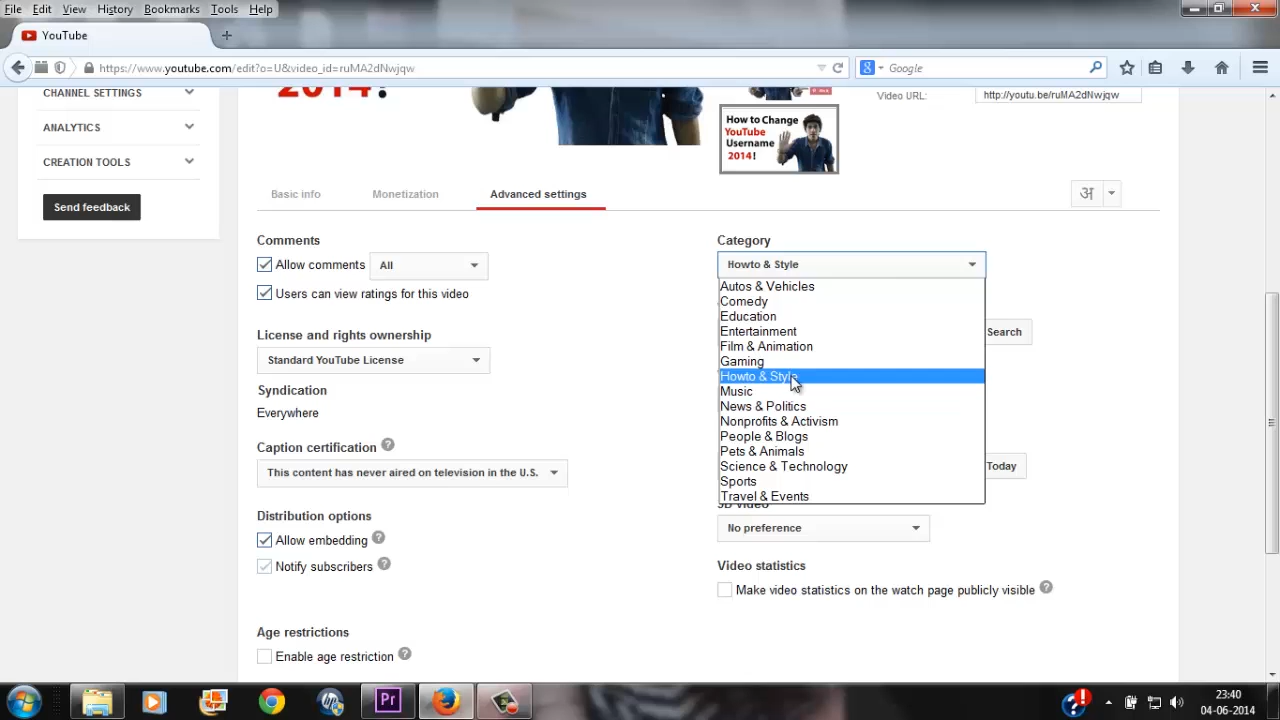 File Edit View History Bookmarks Tools Help
YouTube
https://www.youtube.com/edit?o=U&video_id=ruMA2dNwjqw
Google
CHANNEL SETTINGS
ANALYTICS
CREATION TOOLS
Send feedback
2014!
How to Change
YouTube
Username
2014!
Video URL: http://youtu.be/ruMA2dNwjqw
Basic info Monetization Advanced settings
अ
Comments
Allow comments All
Users can view ratings for this video
License and rights ownership
Standard YouTube License
Syndication
Everywhere
Caption certification ?
This content has never aired on television in the U.S.
Distribution options
Allow embedding ?
Notify subscribers ?
Age restrictions
Enable age restriction ?
Category
Howto & Style
Autos & Vehicles
Comedy
Education
Entertainment
Film & Animation
Gaming
Howto & Style
Music
News & Politics
Nonprofits & Activism
People & Blogs
Pets & Animals
Science & Technology
Sports
Travel & Events
Search
Today
3D video
No preference
Video statistics
Make video statistics on the watch page publicly visible ?
Pr
23:40
04-06-2014